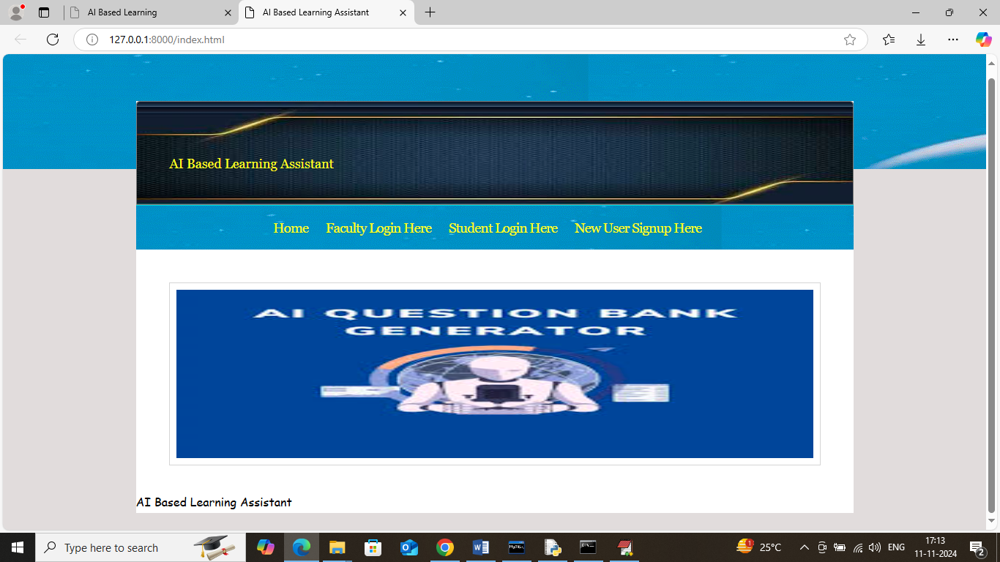 AI Based Learning
AI Based Learning Assistant
127.0.0.1:8000/index.html
AI Based Learning Assistant
Home Faculty Login Here Student Login Here New User Signup Here
AI QUESTION BANK
GENERATOR
AI Based Learning Assistant
Type here to search
1
25°C
ENG
17:13
11-11-2024
2